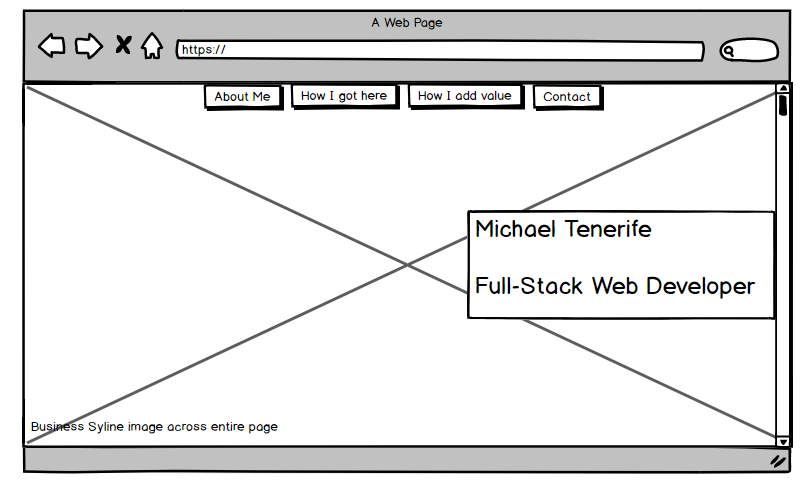 A Web Page
https://
About Me
How I got here
How I add value
Contact
Michael Tenerife
Full-Stack Web Developer
Business Syline image across entire page